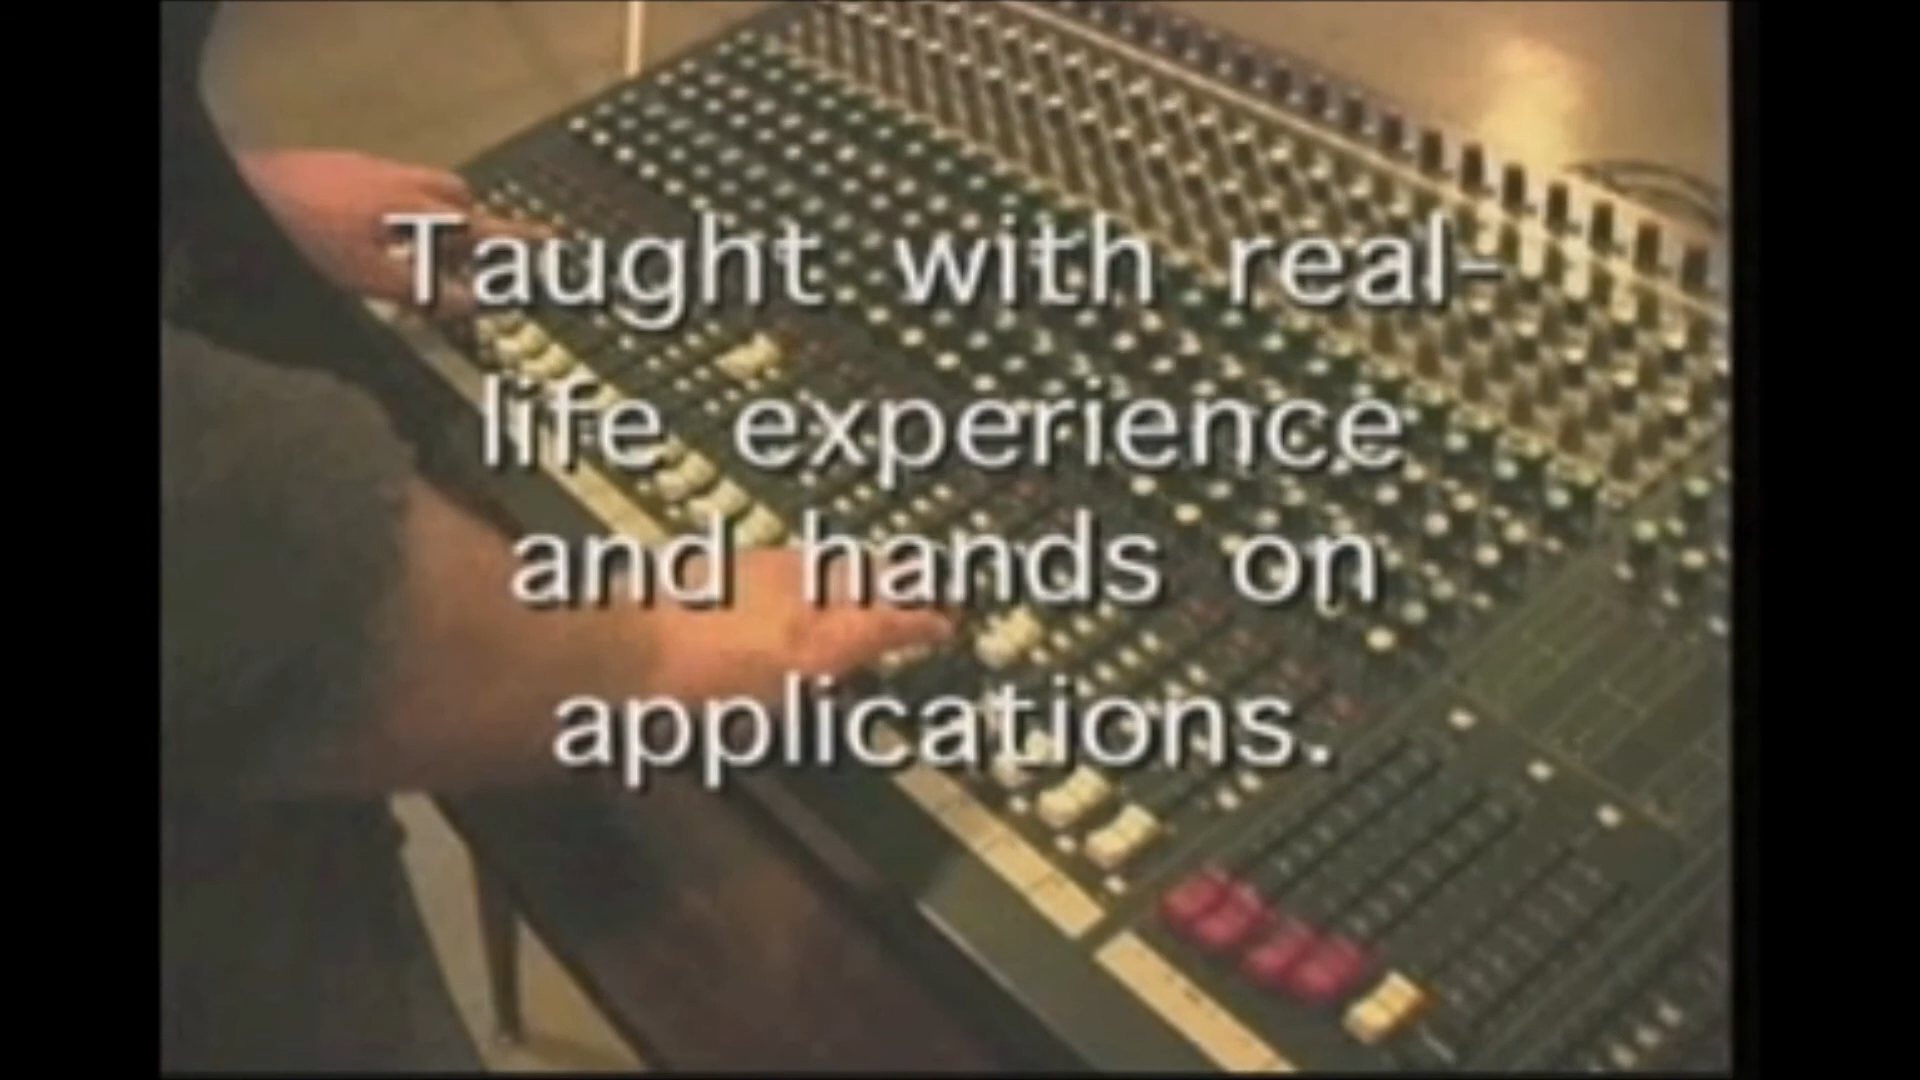 Taught with real-
life experience
and hands on
applications.